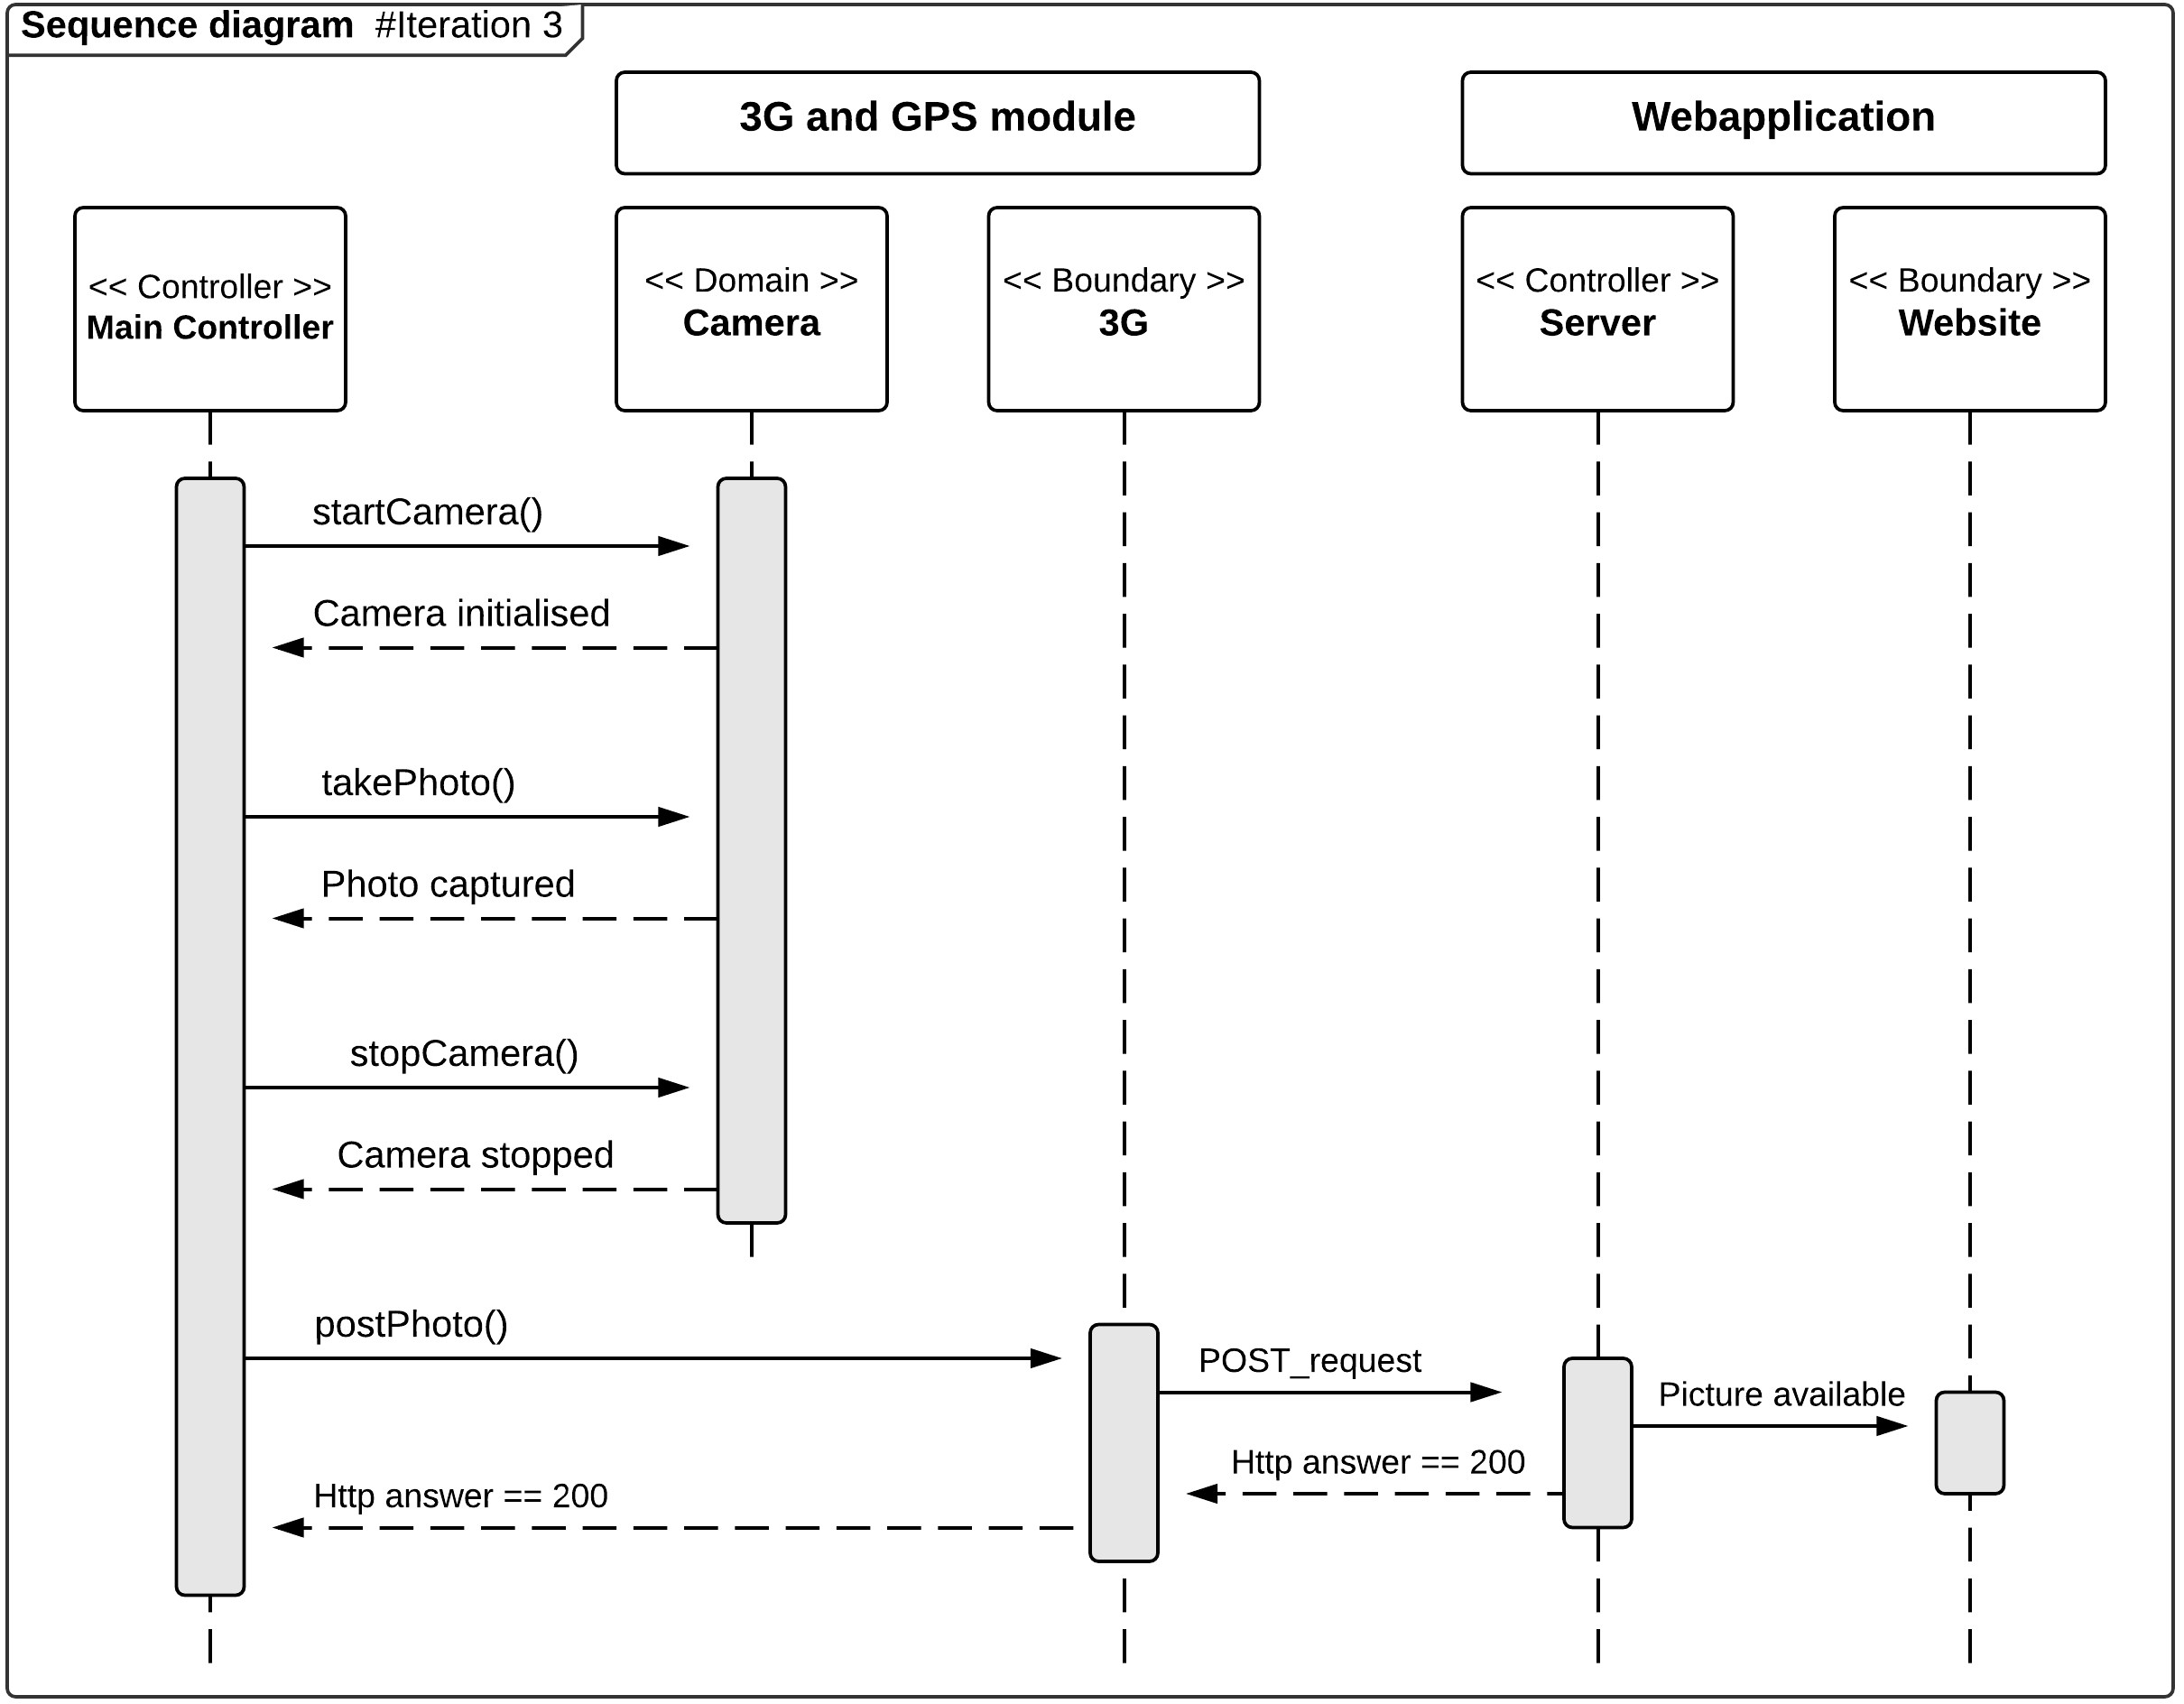 Sequence diagram #Iteration 3
3G and GPS module
Webapplication
<< Controller >>
Main Controller
<< Domain >>
Camera
<< Boundary >>
3G
<< Controller >>
Server
<< Boundary >>
Website
startCamera()
Camera initialised
takePhoto()
Photo captured
stopCamera()
Camera stopped
postPhoto()
POST_request
Picture available
Http answer == 200
Http answer == 200